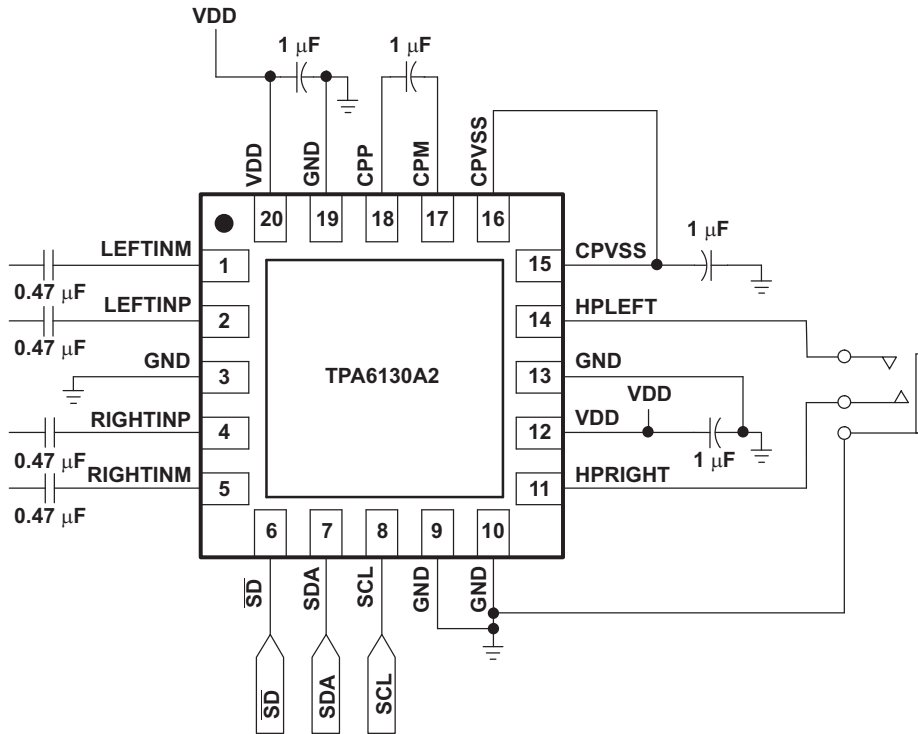 VDD
1 μF
1 μF
VDD
GND
CPP
CPM
CPVSS
20
19
18
17
16
LEFTINM
1
15
CPVSS
1 μF
0.47 μF
LEFTINP
2
14
HPLEFT
0.47 μF
GND
3
TPA6130A2
13
GND
VDD
RIGHTINP
4
12
VDD
0.47 μF
1 μF
RIGHTINM
5
11
HPRIGHT
0.47 μF
6
7
8
9
10
SD
SDA
SCL
GND
GND
SD
SDA
SCL